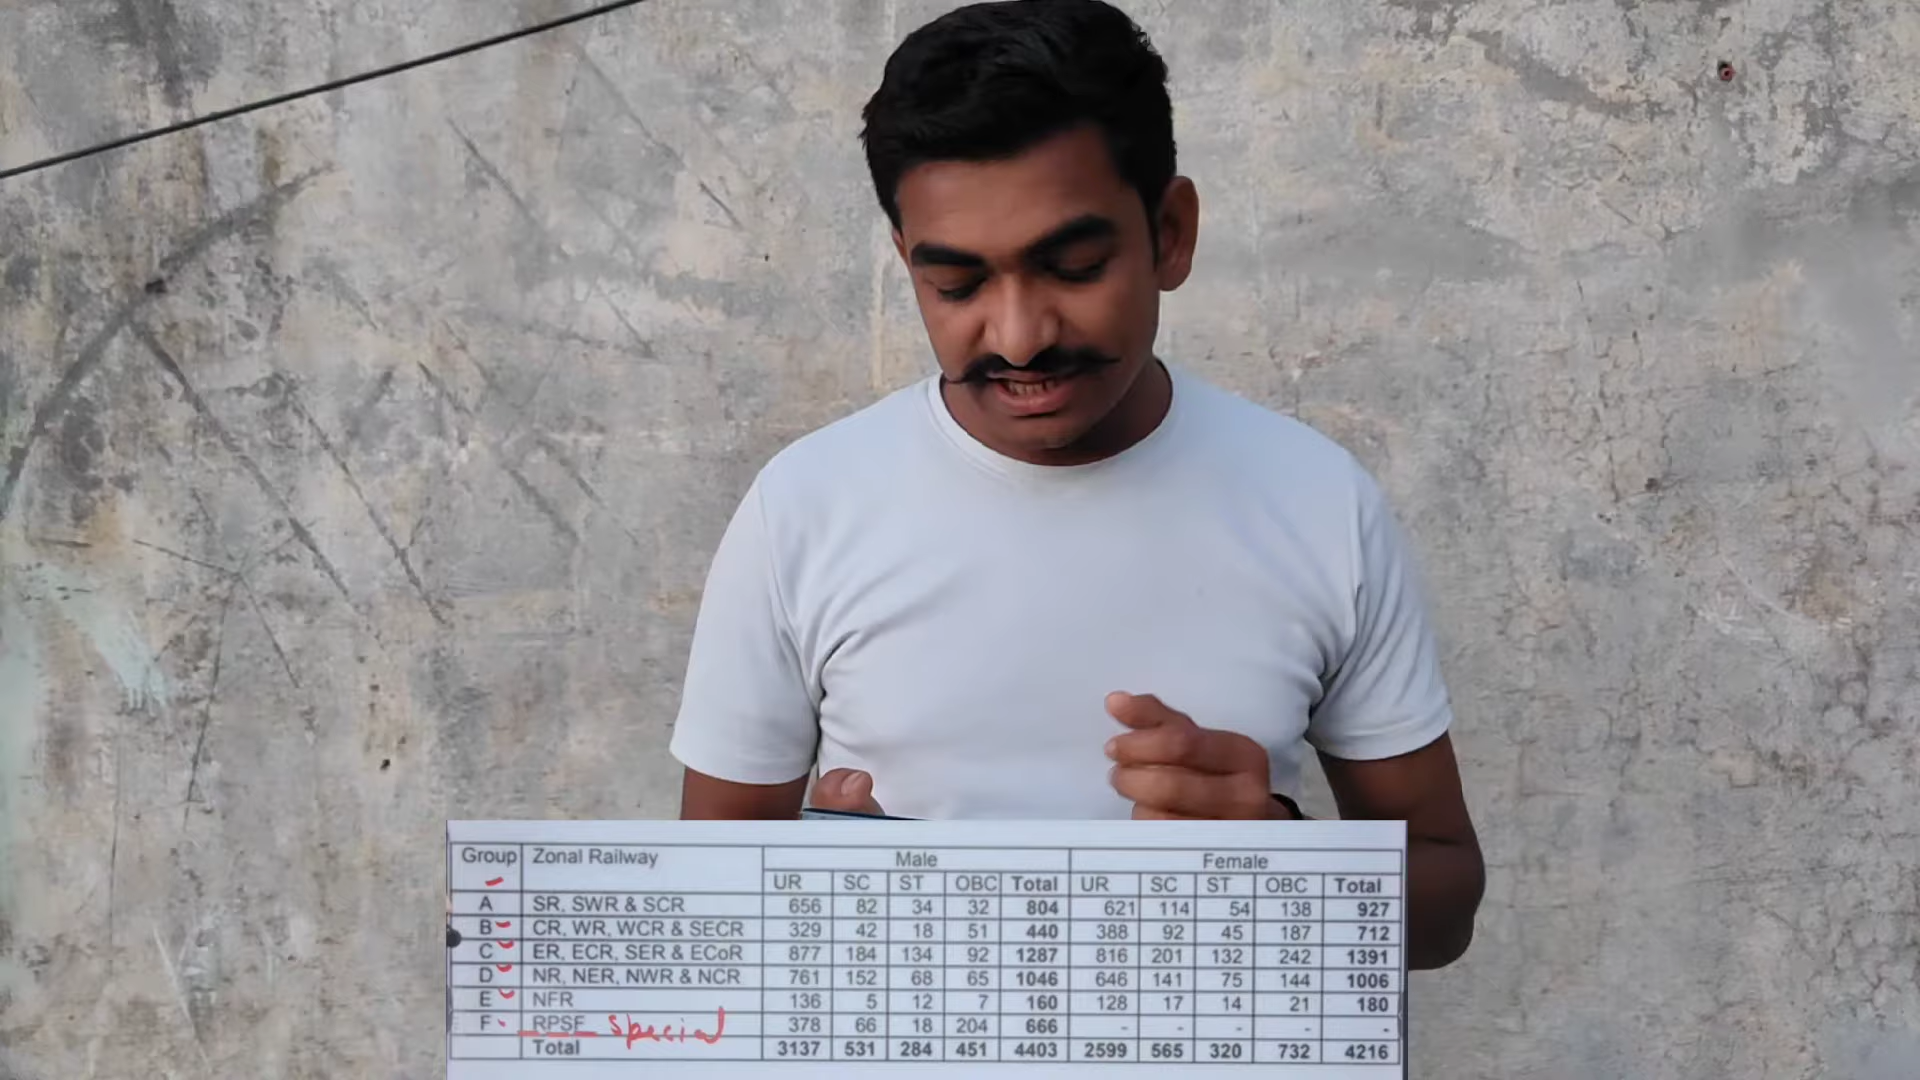 Group Zonal Railway Male Female
UR SC ST OBC Total UR SC ST OBC Total
A SR, SWR & SCR 656 82 34 32 804 621 114 54 138 927
B CR, WR, WCR & SECR 329 42 18 51 440 388 92 45 187 712
C ER, ECR, SER & ECoR 877 184 134 92 1287 816 201 132 242 1391
D NR, NER, NWR & NCR 761 152 68 65 1046 646 141 75 144 1006
E NFR 136 5 12 7 160 128 17 14 21 180
F RPSF special 378 66 18 204 666 - - - - -
Total 3137 531 284 451 4403 2599 565 320 732 4216